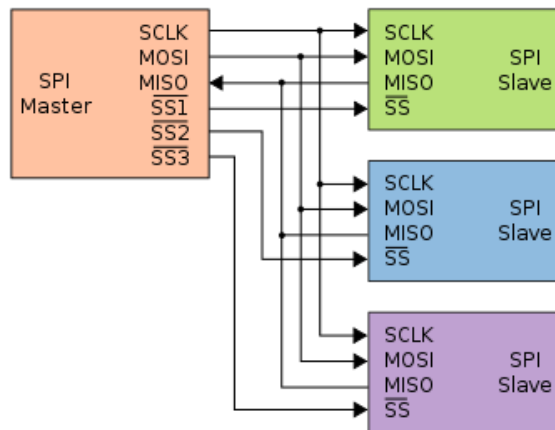 SCLK
MOSI
MISO
SS1
SS2
SS3
SPI
Master
SCLK
MOSI
MISO
SS
SPI
Slave
SCLK
MOSI
MISO
SS
SPI
Slave
SCLK
MOSI
MISO
SS
SPI
Slave